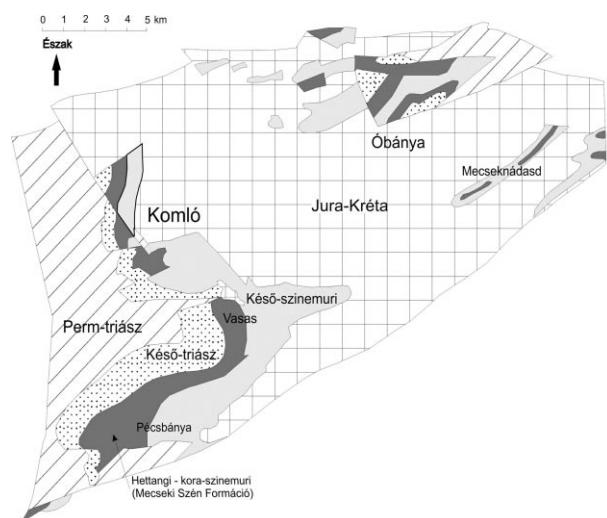 0 1 2 3 4 5 km
Észak
Óbánya
Mecseknádasd
Jura-Kréta
Komló
Késő-szinemuri
Vasas
Perm-triász
Késő-triász
Pécsbánya
Hettangi - kora-szinemuri
(Mecseki Szén Formáció)